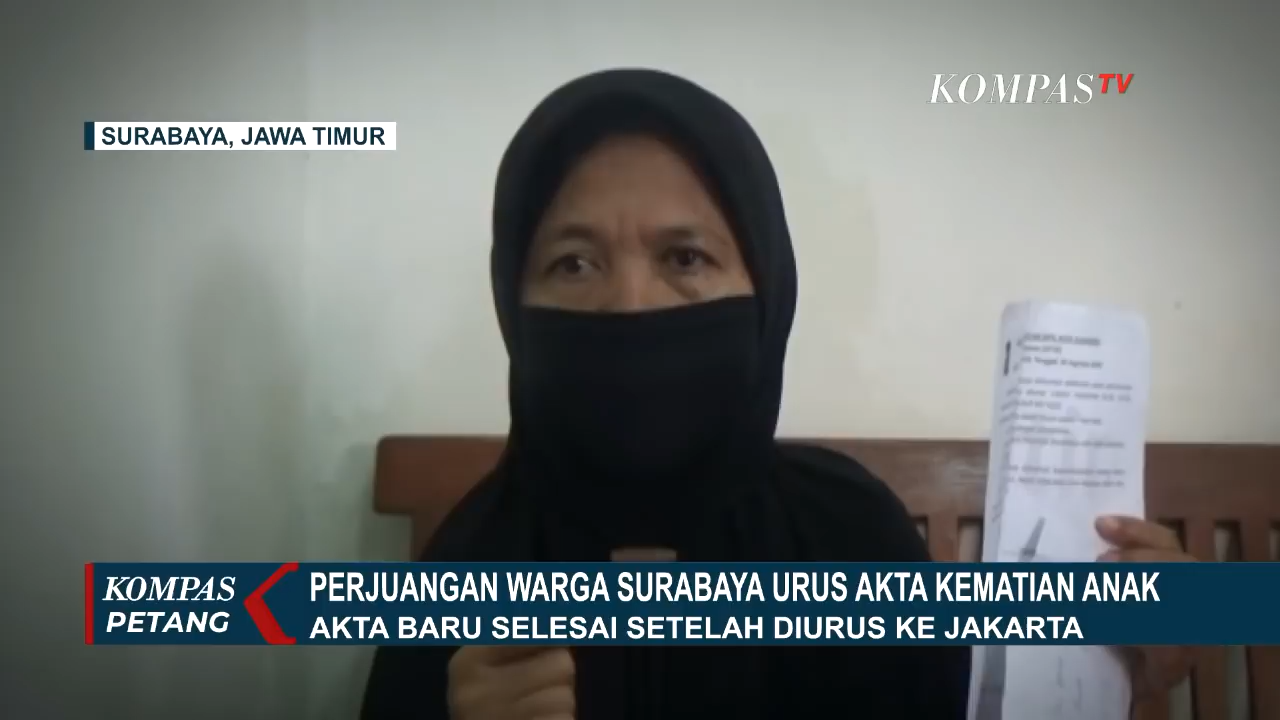 KOMPASTV
SURABAYA, JAWA TIMUR
KOMPAS
PETANG
PERJUANGAN WARGA SURABAYA URUS AKTA KEMATIAN ANAK
AKTA BARU SELESAI SETELAH DIURUS KE JAKARTA